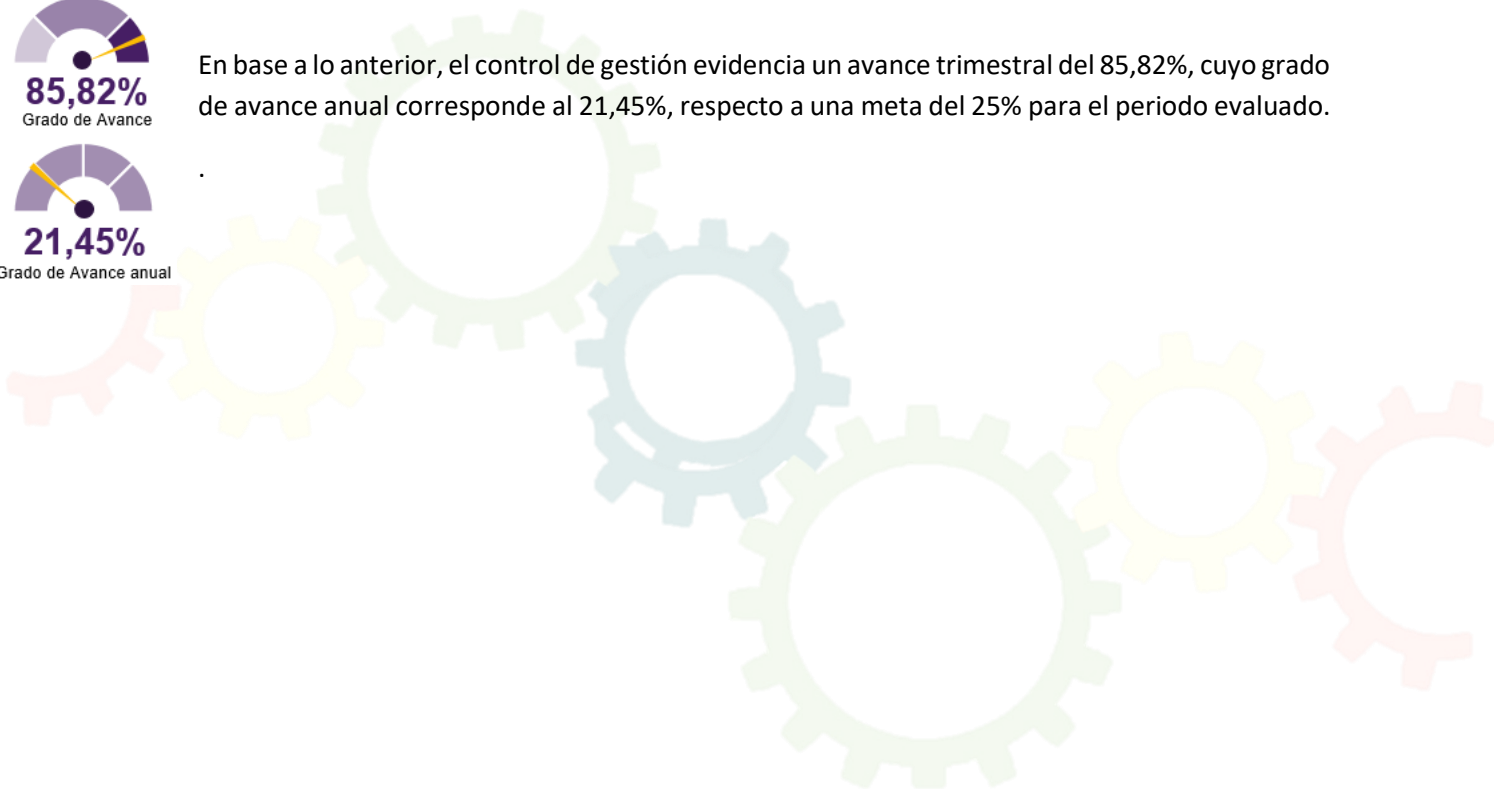 85,82%
Grado de Avance
En base a lo anterior, el control de gestión evidencia un avance trimestral del 85,82%, cuyo grado
de avance anual corresponde al 21,45%, respecto a una meta del 25% para el periodo evaluado.
.
21,45%
Grado de Avance anual